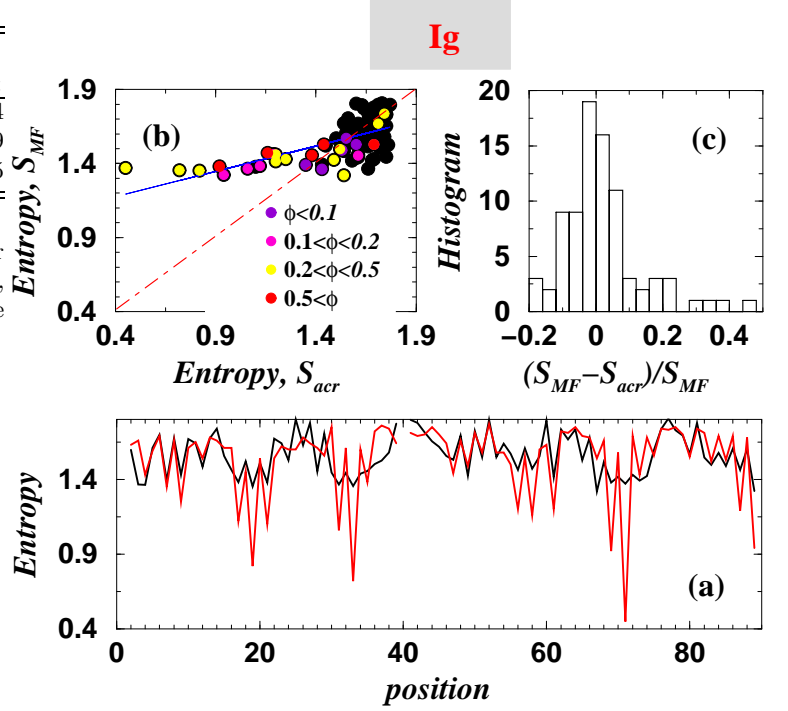 Ig
1.9
1.4
0.9
0.4
Entropy, S_MF
(b)
ϕ<0.1
0.1<ϕ<0.2
0.2<ϕ<0.5
0.5<ϕ
0.4 0.9 1.4 1.9
Entropy, S_acr
20
15
10
5
0
Histogram
(c)
−0.2 0 0.2 0.4
(S_MF−S_acr)/S_MF
1.4
0.9
0.4
Entropy
(a)
0 20 40 60 80
position